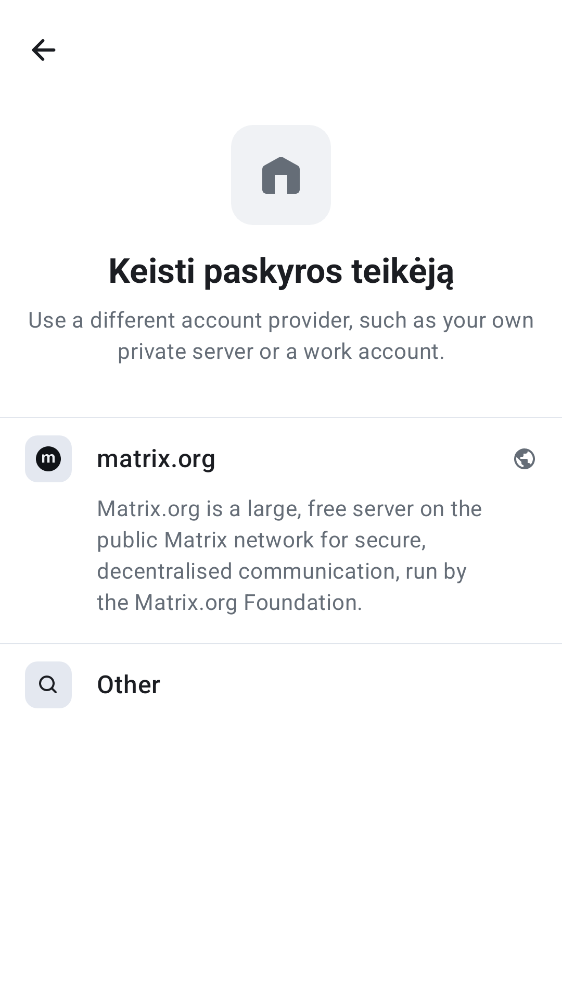 Keisti paskyros teikėją
Use a different account provider, such as your own
private server or a work account.
m
matrix.org
Matrix.org is a large, free server on the
public Matrix network for secure,
decentralised communication, run by
the Matrix.org Foundation.
Other